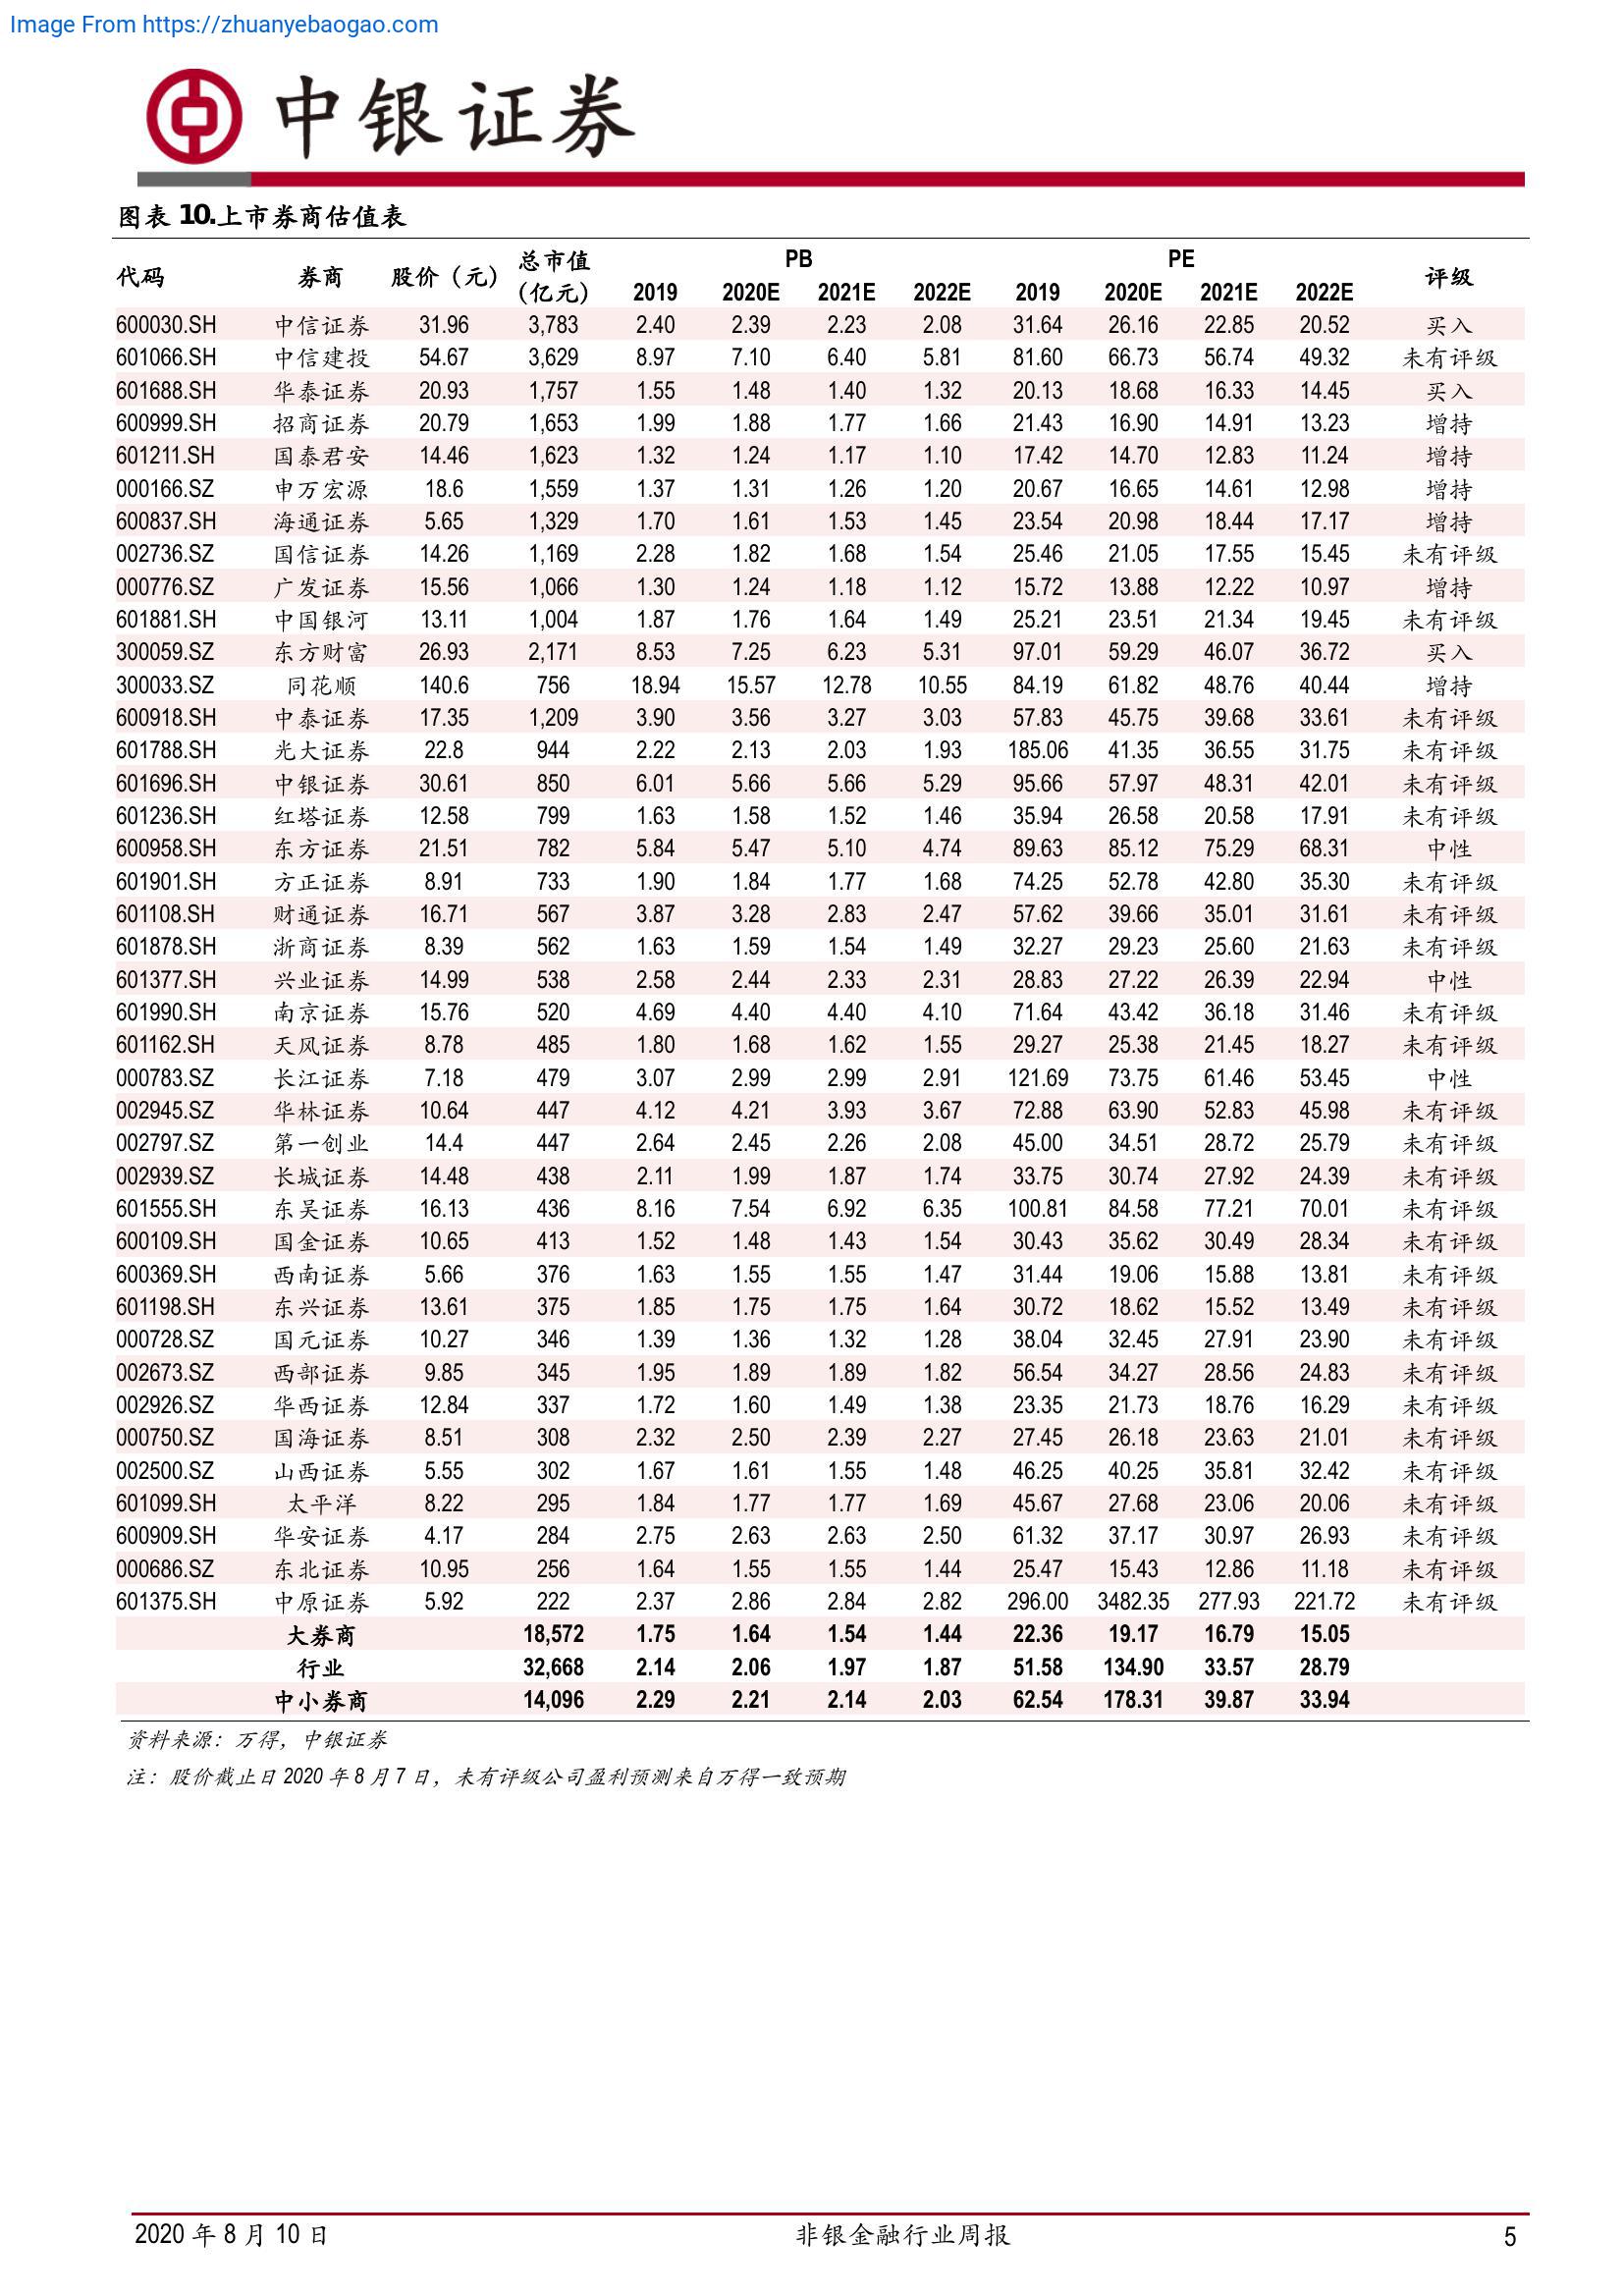 Image From https://zhuanyebaogao.com
中银证券
图表 10.上市券商估值表
代码 券商 股价（元） 总市值（亿元） PB PE 评级
2019 2020E 2021E 2022E 2019 2020E 2021E 2022E
600030.SH 中信证券 31.96 3,783 2.40 2.39 2.23 2.08 31.64 26.16 22.85 20.52 买入
601066.SH 中信建投 54.67 3,629 8.97 7.10 6.40 5.81 81.60 66.73 56.74 49.32 未有评级
601688.SH 华泰证券 20.93 1,757 1.55 1.48 1.40 1.32 20.13 18.68 16.33 14.45 买入
600999.SH 招商证券 20.79 1,653 1.99 1.88 1.77 1.66 21.43 16.90 14.91 13.23 增持
601211.SH 国泰君安 14.46 1,623 1.32 1.24 1.17 1.10 17.42 14.70 12.83 11.24 增持
000166.SZ 申万宏源 18.6 1,559 1.37 1.31 1.26 1.20 20.67 16.65 14.61 12.98 增持
600837.SH 海通证券 5.65 1,329 1.70 1.61 1.53 1.45 23.54 20.98 18.44 17.17 增持
002736.SZ 国信证券 14.26 1,169 2.28 1.82 1.68 1.54 25.46 21.05 17.55 15.45 未有评级
000776.SZ 广发证券 15.56 1,066 1.30 1.24 1.18 1.12 15.72 13.88 12.22 10.97 增持
601881.SH 中国银河 13.11 1,004 1.87 1.76 1.64 1.49 25.21 23.51 21.34 19.45 未有评级
300059.SZ 东方财富 26.93 2,171 8.53 7.25 6.23 5.31 97.01 59.29 46.07 36.72 买入
300033.SZ 同花顺 140.6 756 18.94 15.57 12.78 10.55 84.19 61.82 48.76 40.44 增持
600918.SH 中泰证券 17.35 1,209 3.90 3.56 3.27 3.03 57.83 45.75 39.68 33.61 未有评级
601788.SH 光大证券 22.8 944 2.22 2.13 2.03 1.93 185.06 41.35 36.55 31.75 未有评级
601696.SH 中银证券 30.61 850 6.01 5.66 5.66 5.29 95.66 57.97 48.31 42.01 未有评级
601236.SH 红塔证券 12.58 799 1.63 1.58 1.52 1.46 35.94 26.58 20.58 17.91 未有评级
600958.SH 东方证券 21.51 782 5.84 5.47 5.10 4.74 89.63 85.12 75.29 68.31 中性
601901.SH 方正证券 8.91 733 1.90 1.84 1.77 1.68 74.25 52.78 42.80 35.30 未有评级
601108.SH 财通证券 16.71 567 3.87 3.28 2.83 2.47 57.62 39.66 35.01 31.61 未有评级
601878.SH 浙商证券 8.39 562 1.63 1.59 1.54 1.49 32.27 29.23 25.60 21.63 未有评级
601377.SH 兴业证券 14.99 538 2.58 2.44 2.33 2.31 28.83 27.22 26.39 22.94 中性
601990.SH 南京证券 15.76 520 4.69 4.40 4.40 4.10 71.64 43.42 36.18 31.46 未有评级
601162.SH 天风证券 8.78 485 1.80 1.68 1.62 1.55 29.27 25.38 21.45 18.27 未有评级
000783.SZ 长江证券 7.18 479 3.07 2.99 2.99 2.91 121.69 73.75 61.46 53.45 中性
002945.SZ 华林证券 10.64 447 4.12 4.21 3.93 3.67 72.88 63.90 52.83 45.98 未有评级
002797.SZ 第一创业 14.4 447 2.64 2.45 2.26 2.08 45.00 34.51 28.72 25.79 未有评级
002939.SZ 长城证券 14.48 438 2.11 1.99 1.87 1.74 33.75 30.74 27.92 24.39 未有评级
601555.SH 东吴证券 16.13 436 8.16 7.54 6.92 6.35 100.81 84.58 77.21 70.01 未有评级
600109.SH 国金证券 10.65 413 1.52 1.48 1.43 1.54 30.43 35.62 30.49 28.34 未有评级
600369.SH 西南证券 5.66 376 1.63 1.55 1.55 1.47 31.44 19.06 15.88 13.81 未有评级
601198.SH 东兴证券 13.61 375 1.85 1.75 1.75 1.64 30.72 18.62 15.52 13.49 未有评级
000728.SZ 国元证券 10.27 346 1.39 1.36 1.32 1.28 38.04 32.45 27.91 23.90 未有评级
002673.SZ 西部证券 9.85 345 1.95 1.89 1.89 1.82 56.54 34.27 28.56 24.83 未有评级
002926.SZ 华西证券 12.84 337 1.72 1.60 1.49 1.38 23.35 21.73 18.76 16.29 未有评级
000750.SZ 国海证券 8.51 308 2.32 2.50 2.39 2.27 27.45 26.18 23.63 21.01 未有评级
002500.SZ 山西证券 5.55 302 1.67 1.61 1.55 1.48 46.25 40.25 35.81 32.42 未有评级
601099.SH 太平洋 8.22 295 1.84 1.77 1.77 1.69 45.67 27.68 23.06 20.06 未有评级
600909.SH 华安证券 4.17 284 2.75 2.63 2.63 2.50 61.32 37.17 30.97 26.93 未有评级
000686.SZ 东北证券 10.95 256 1.64 1.55 1.55 1.44 25.47 15.43 12.86 11.18 未有评级
601375.SH 中原证券 5.92 222 2.37 2.86 2.84 2.82 296.00 3482.35 277.93 221.72 未有评级
大券商 18,572 1.75 1.64 1.54 1.44 22.36 19.17 16.79 15.05
行业 32,668 2.14 2.06 1.97 1.87 51.58 134.90 33.57 28.79
中小券商 14,096 2.29 2.21 2.14 2.03 62.54 178.31 39.87 33.94
资料来源：万得，中银证券
注：股价截止日 2020 年 8 月 7 日，未有评级公司盈利预测来自万得一致预期
2020 年 8 月 10 日 非银金融行业周报 5